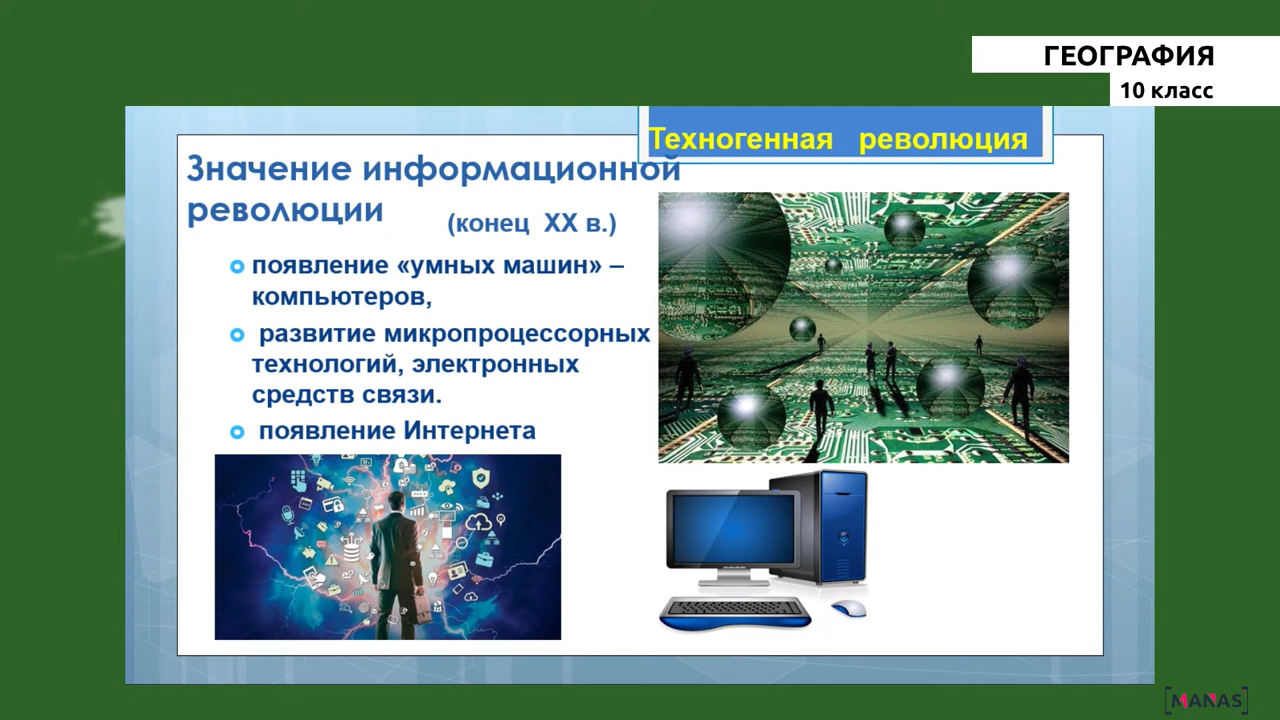 ГЕОГРАФИЯ
10 класс
Техногенная революция
Значение информационной
революции
(конец XX в.)
появление «умных машин» –
компьютеров,
развитие микропроцессорных
технологий, электронных
средств связи.
появление Интернета
[MANAS]